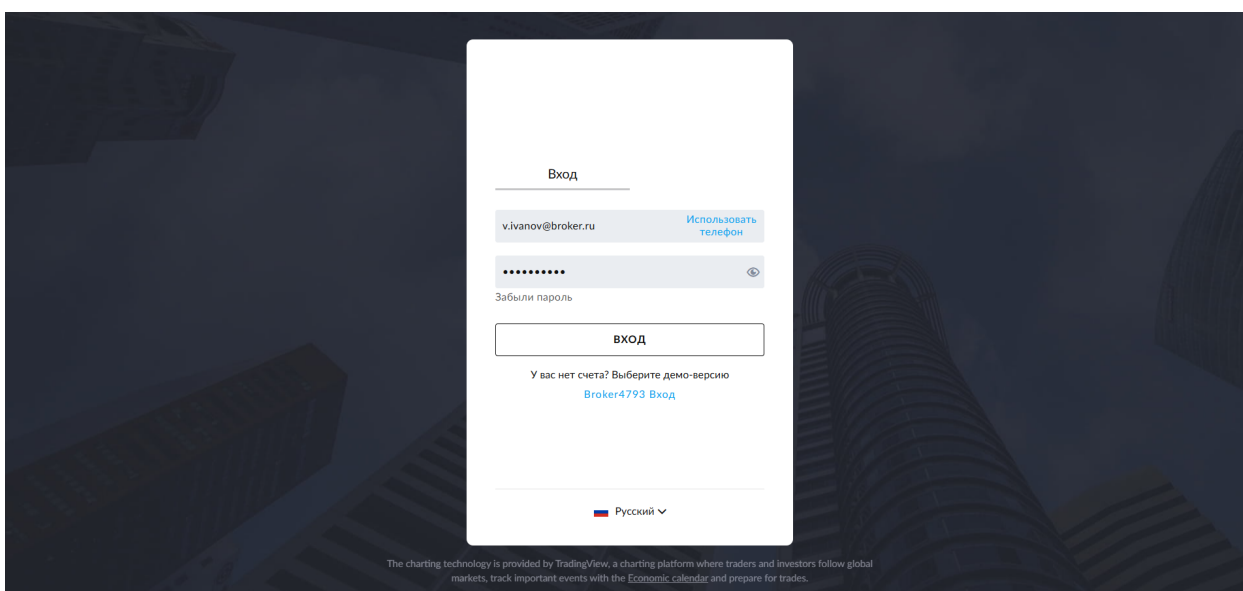 Вход
v.ivanov@broker.ru
Использовать
телефон
••••••••••
Забыли пароль
ВХОД
У вас нет счета? Выберите демо-версию
Broker4793 Вход
Русский
The charting technology is provided by TradingView, a charting platform where traders and investors follow global
markets, track important events with the Economic calendar and prepare for trades.